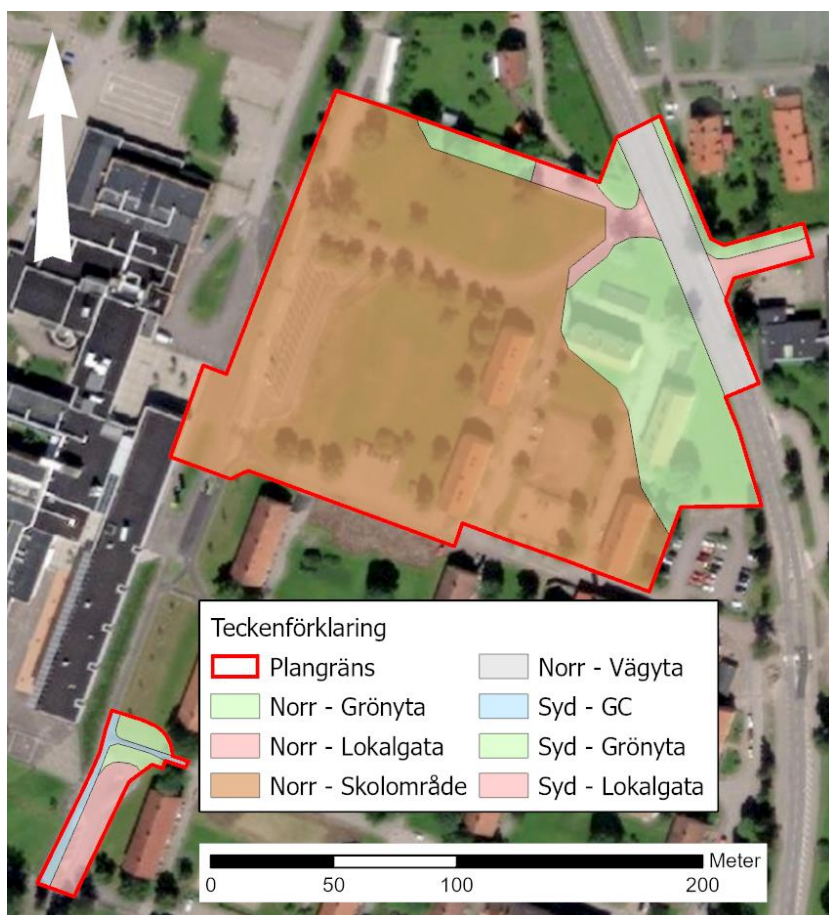 Teckenförklaring
Plangräns
Norr - Grönyta
Norr - Lokalgata
Norr - Skolområde
Norr - Vägyta
Syd - GC
Syd - Grönyta
Syd - Lokalgata
Meter
0 50 100 200